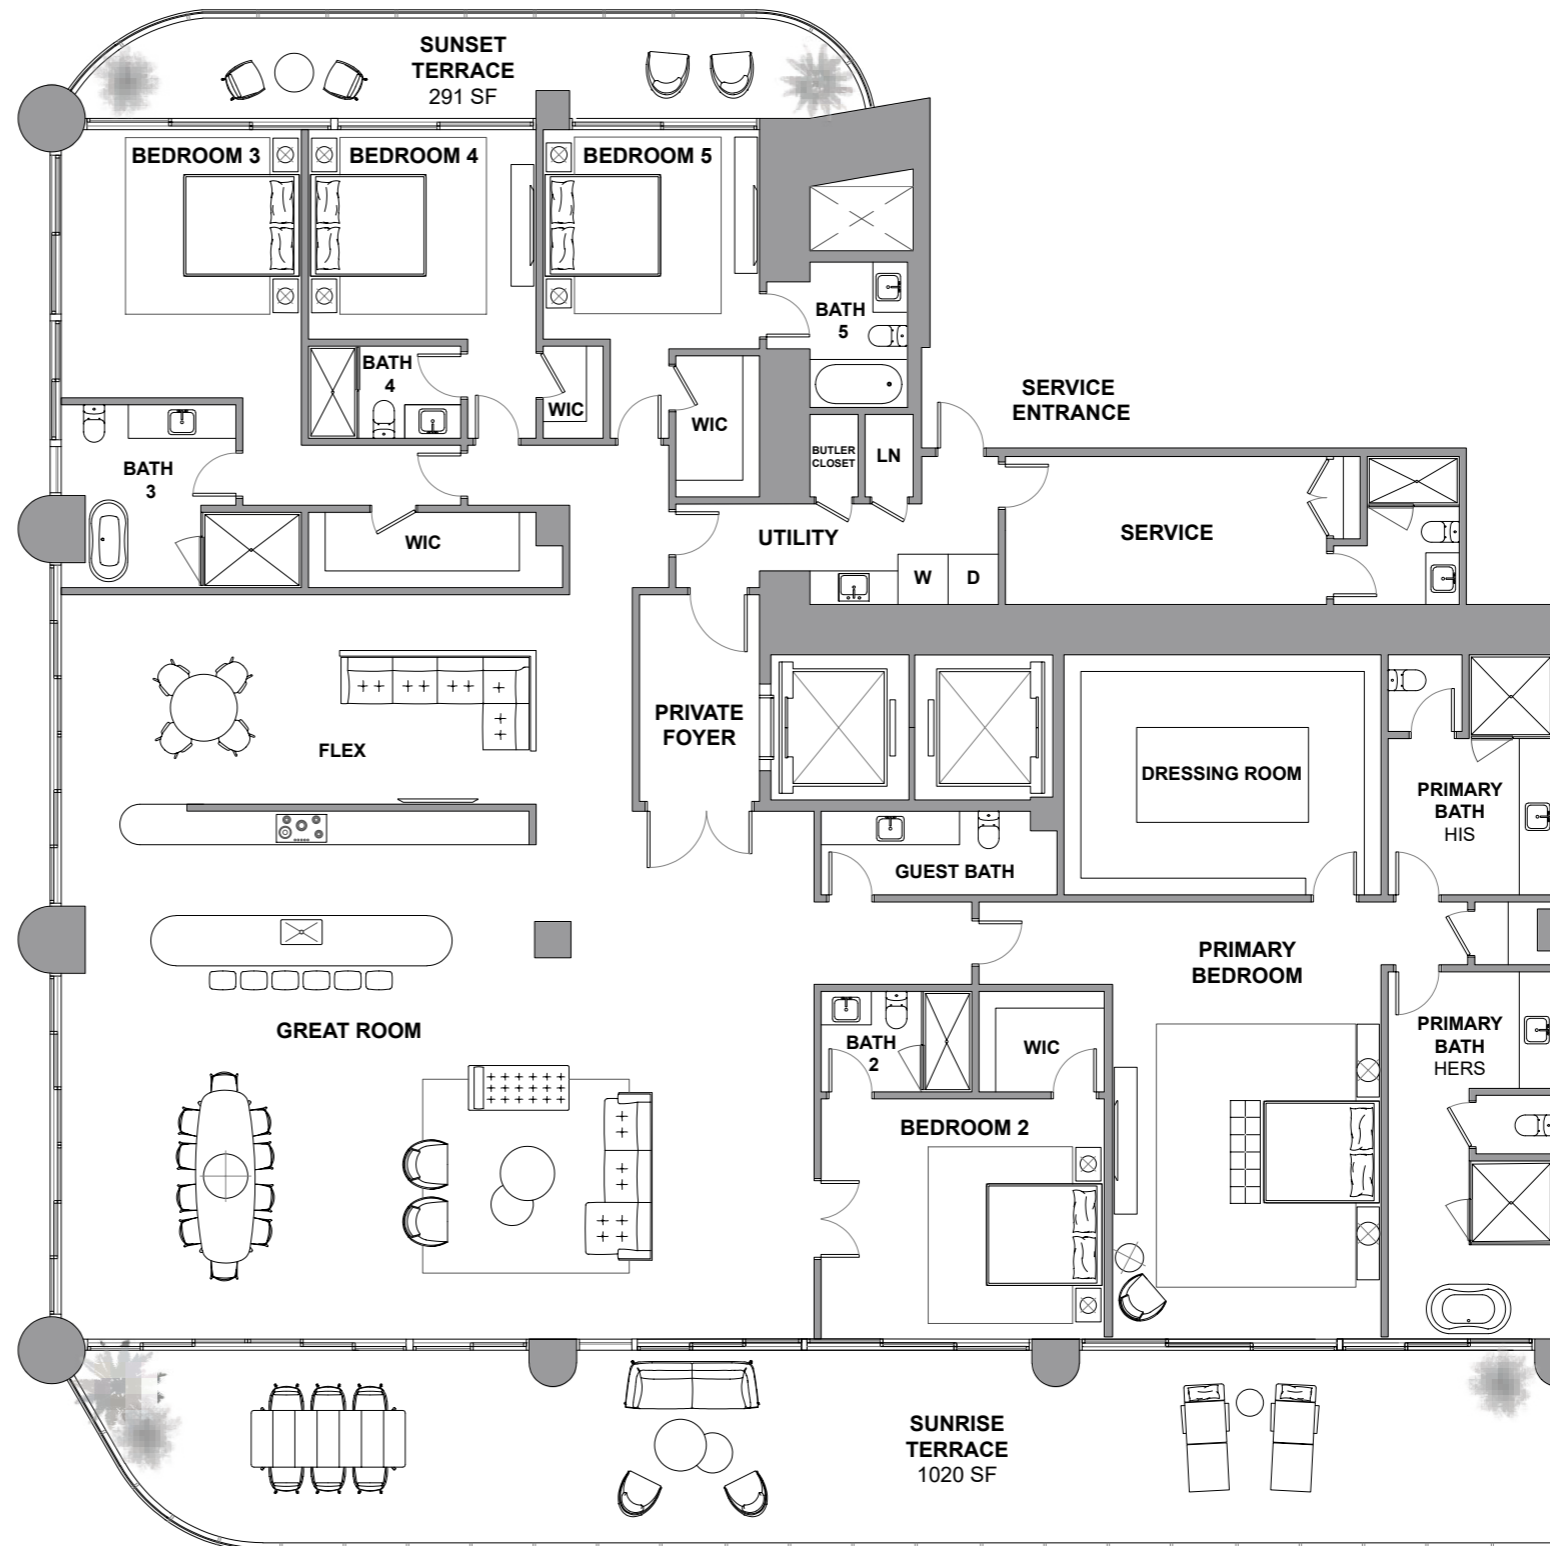 SUNSET
TERRACE
291 SF
BEDROOM 3
BEDROOM 4
BEDROOM 5
BATH
5
BATH
4
WIC
WIC
SERVICE
ENTRANCE
BUTLER
CLOSET
LN
BATH
3
WIC
UTILITY
SERVICE
W
D
PRIVATE
FOYER
FLEX
DRESSING ROOM
PRIMARY
BATH
HIS
GUEST BATH
PRIMARY
BEDROOM
GREAT ROOM
BATH
2
WIC
PRIMARY
BATH
HERS
BEDROOM 2
SUNRISE
TERRACE
1020 SF